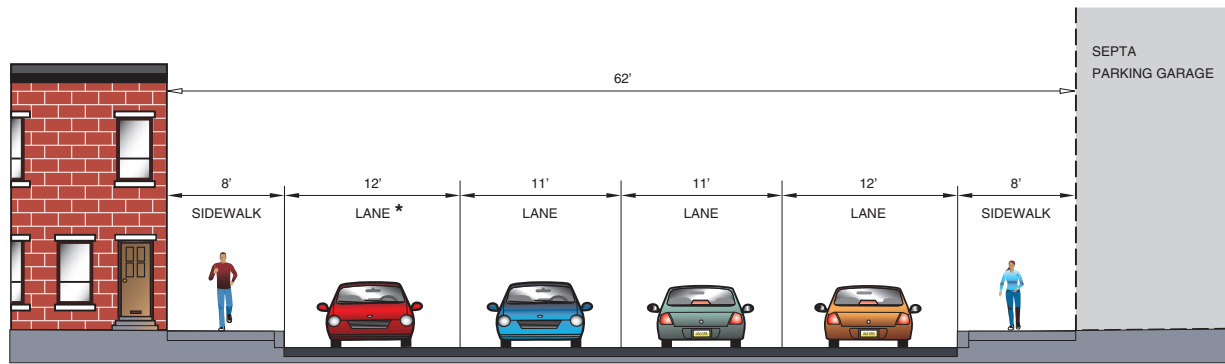 SEPTA
PARKING GARAGE
62’
8’ 12’ 11’ 11’ 12’ 8’
SIDEWALK LANE * LANE LANE LANE SIDEWALK